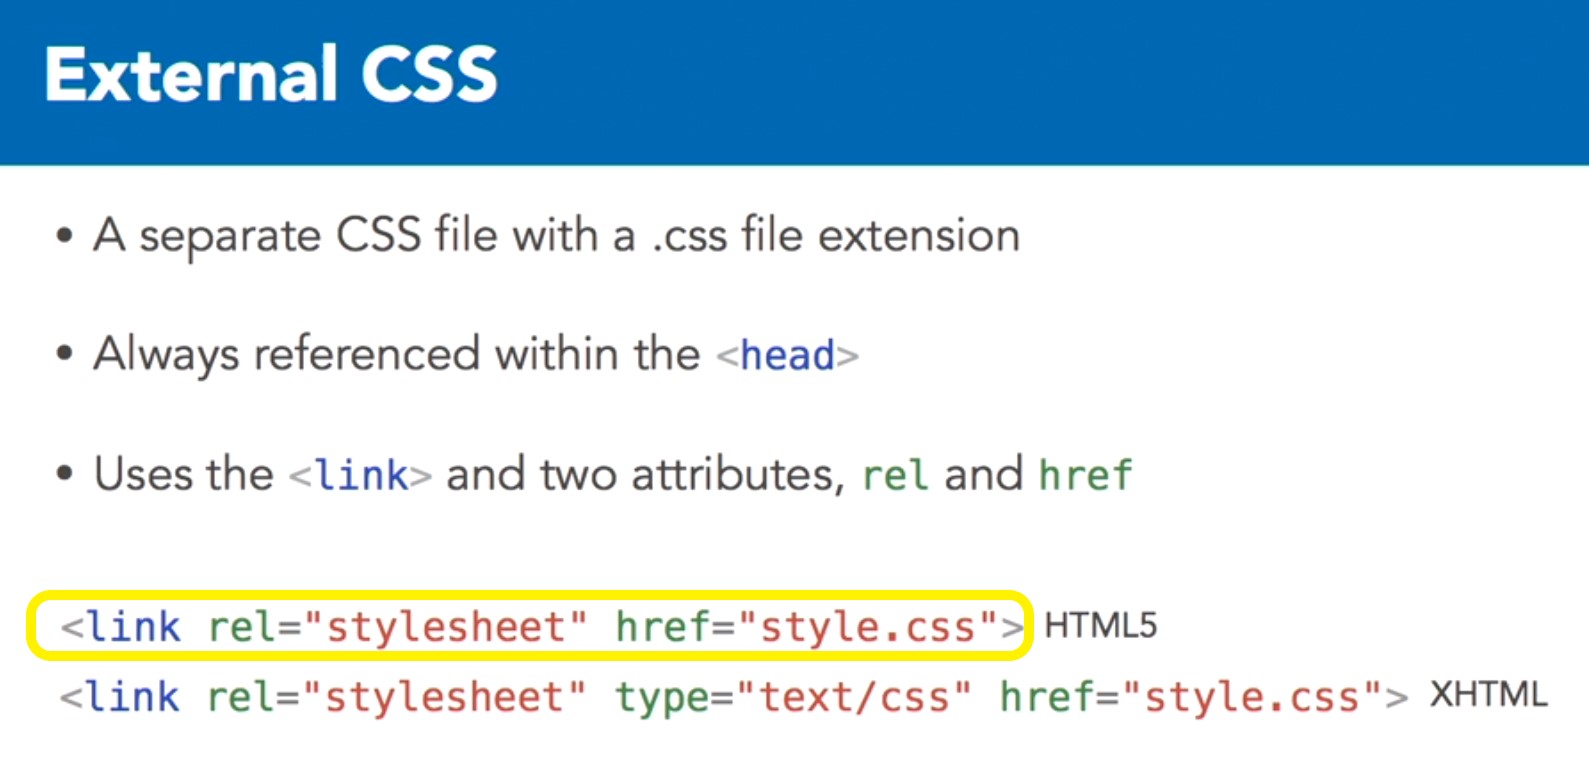 External CSS
• A separate CSS file with a .css file extension
• Always referenced within the <head>
• Uses the <link> and two attributes, rel and href
<link rel="stylesheet" href="style.css"> HTML5
<link rel="stylesheet" type="text/css" href="style.css"> XHTML